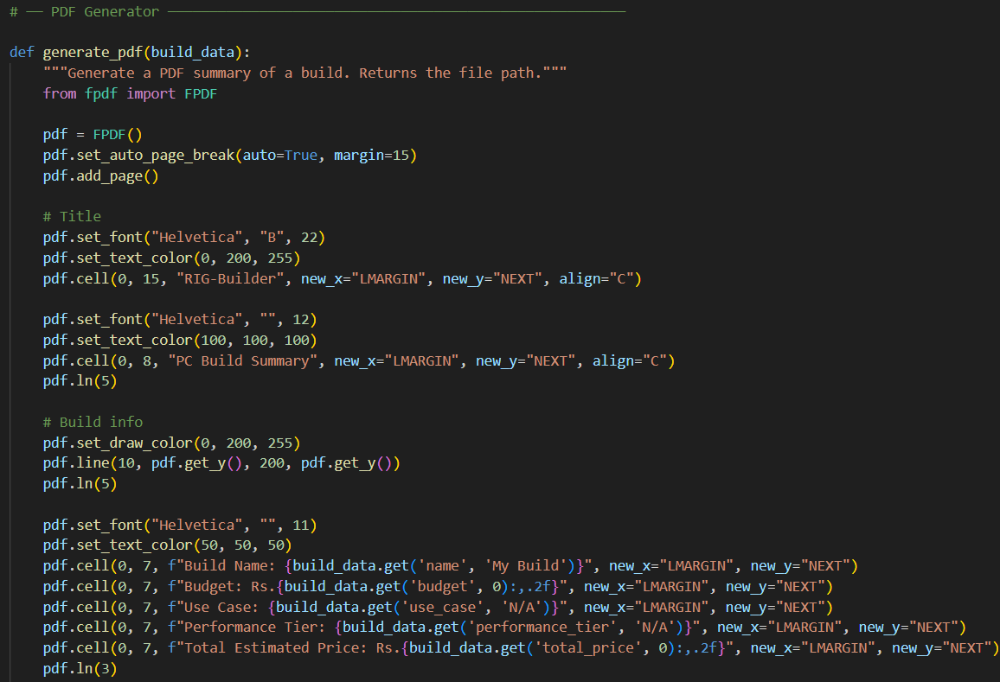 # ── PDF Generator ───────────────────────────────────────────────────────
def generate_pdf(build_data):
    """Generate a PDF summary of a build. Returns the file path."""
    from fpdf import FPDF
    pdf = FPDF()
    pdf.set_auto_page_break(auto=True, margin=15)
    pdf.add_page()
    # Title
    pdf.set_font("Helvetica", "B", 22)
    pdf.set_text_color(0, 200, 255)
    pdf.cell(0, 15, "RIG-Builder", new_x="LMARGIN", new_y="NEXT", align="C")
    pdf.set_font("Helvetica", "", 12)
    pdf.set_text_color(100, 100, 100)
    pdf.cell(0, 8, "PC Build Summary", new_x="LMARGIN", new_y="NEXT", align="C")
    pdf.ln(5)
    # Build info
    pdf.set_draw_color(0, 200, 255)
    pdf.line(10, pdf.get_y(), 200, pdf.get_y())
    pdf.ln(5)
    pdf.set_font("Helvetica", "", 11)
    pdf.set_text_color(50, 50, 50)
    pdf.cell(0, 7, f"Build Name: {build_data.get('name', 'My Build')}", new_x="LMARGIN", new_y="NEXT")
    pdf.cell(0, 7, f"Budget: Rs.{build_data.get('budget', 0):,.2f}", new_x="LMARGIN", new_y="NEXT")
    pdf.cell(0, 7, f"Use Case: {build_data.get('use_case', 'N/A')}", new_x="LMARGIN", new_y="NEXT")
    pdf.cell(0, 7, f"Performance Tier: {build_data.get('performance_tier', 'N/A')}", new_x="LMARGIN", new_y="NEXT")
    pdf.cell(0, 7, f"Total Estimated Price: Rs.{build_data.get('total_price', 0):,.2f}", new_x="LMARGIN", new_y="NEXT")
    pdf.ln(3)